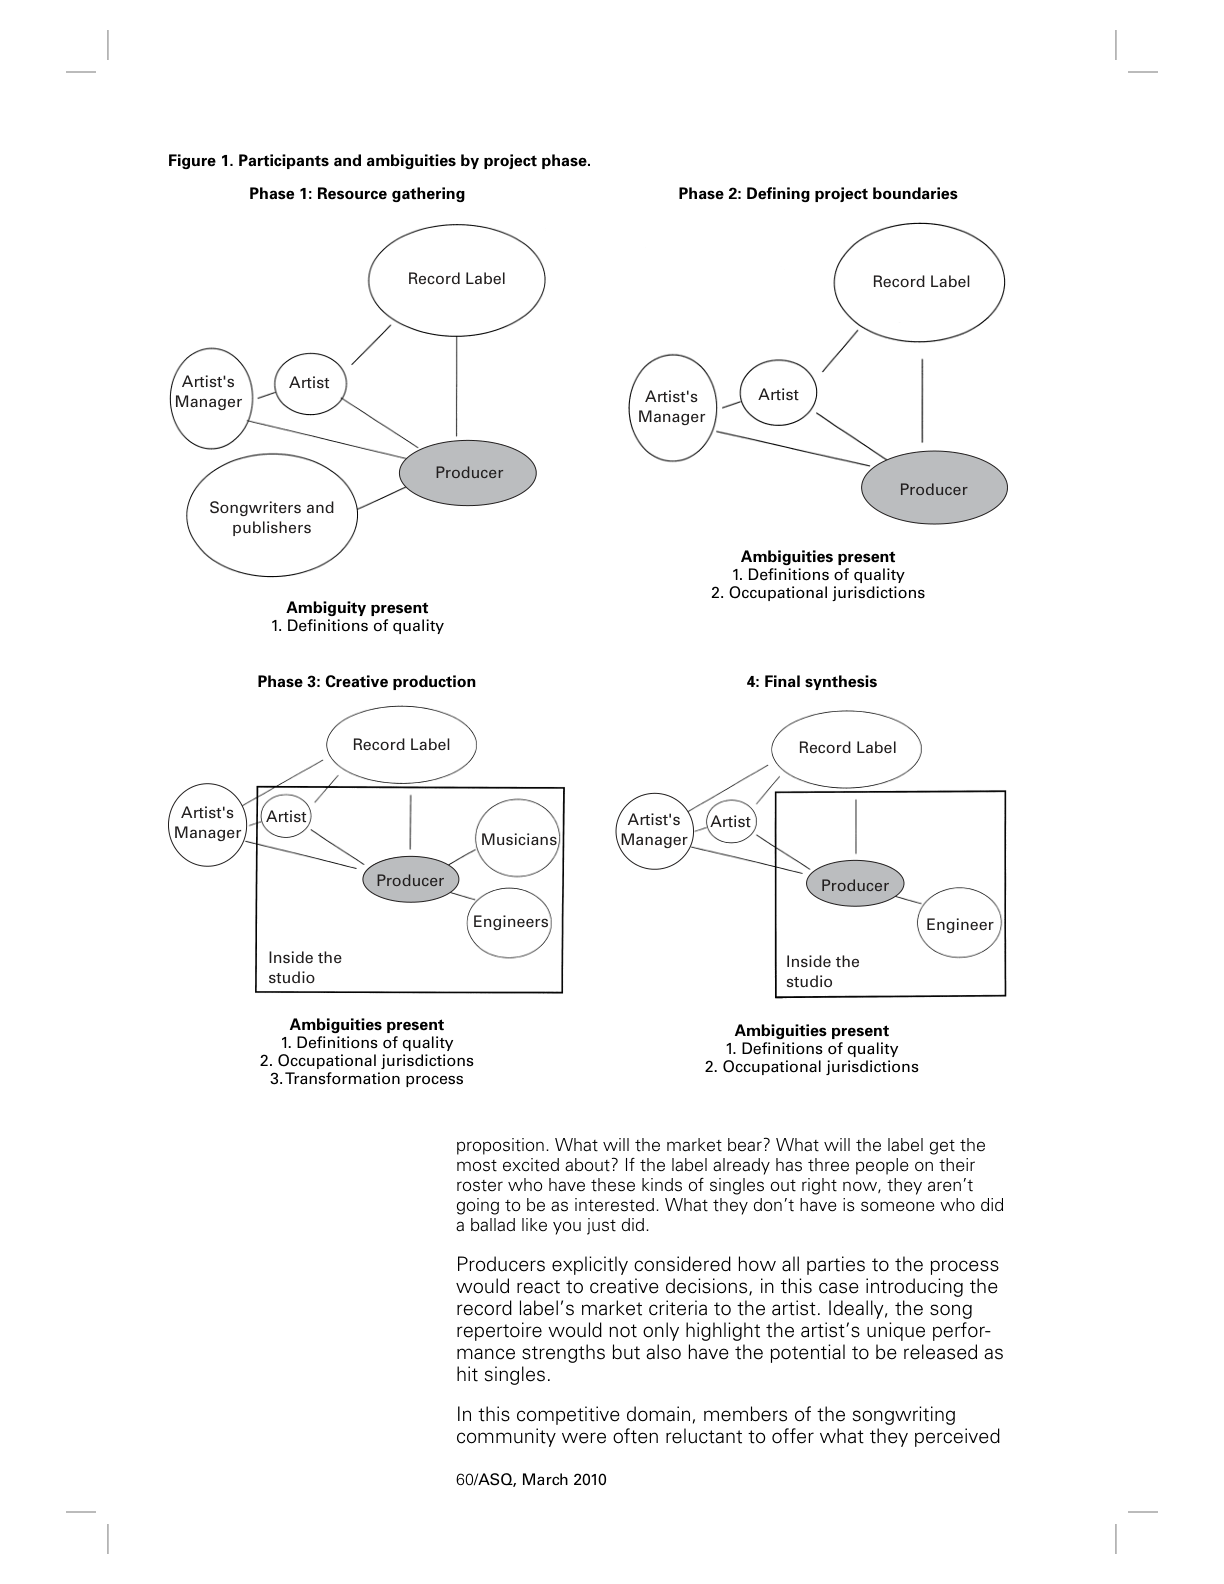 Figure 1. Participants and ambiguities by project phase.
Phase 1: Resource gathering
Record Label
Artist's
Manager
Artist
Producer
Songwriters and
publishers
Ambiguity present
1. Definitions of quality
Phase 2: Defining project boundaries
Record Label
Artist's
Manager
Artist
Producer
Ambiguities present
1. Definitions of quality
2. Occupational jurisdictions
Phase 3: Creative production
Record Label
Artist's
Manager
Artist
Musicians
Producer
Engineers
Inside the
studio
Ambiguities present
1. Definitions of quality
2. Occupational jurisdictions
3. Transformation process
4: Final synthesis
Record Label
Artist's
Manager
Artist
Producer
Engineer
Inside the
studio
Ambiguities present
1. Definitions of quality
2. Occupational jurisdictions
proposition. What will the market bear? What will the label get the
most excited about? If the label already has three people on their
roster who have these kinds of singles out right now, they aren’t
going to be as interested. What they don’t have is someone who did
a ballad like you just did.
Producers explicitly considered how all parties to the process
would react to creative decisions, in this case introducing the
record label’s market criteria to the artist. Ideally, the song
repertoire would not only highlight the artist’s unique perfor-
mance strengths but also have the potential to be released as
hit singles.
In this competitive domain, members of the songwriting
community were often reluctant to offer what they perceived
60/ASQ, March 2010